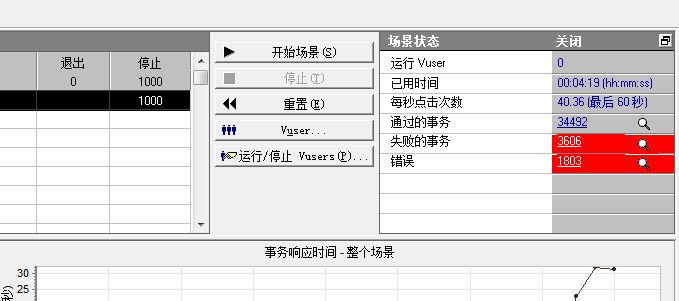 退出 停止
0 1000
1000
开始场景(S)
停止(T)
重置(R)
Vuser...
运行/停止 Vusers(P)...
场景状态 关闭
运行 Vuser 0
已用时间 00:04:19 (hh:mm:ss)
每秒点击次数 40.36 (最后 60 秒)
通过的事务 34492
失败的事务 3606
错误 1803
事务响应时间 - 整个场景
30
25
秒)